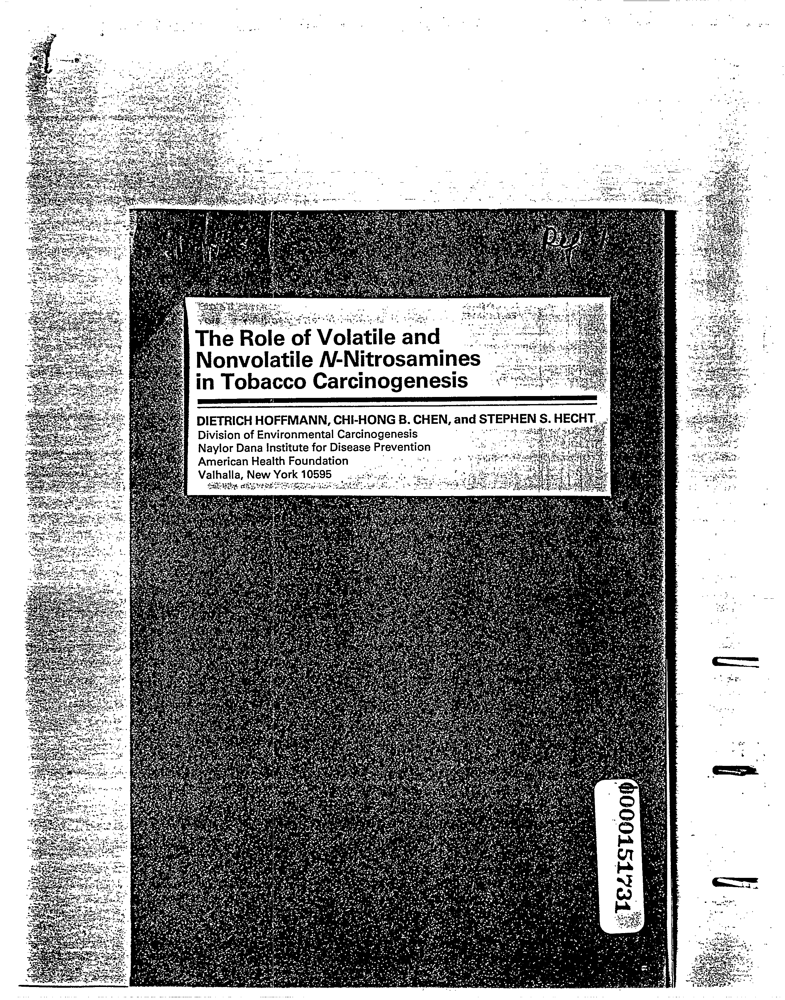 The Role of Volatile and
Nonvolatile N-Nitrosamines
in Tobacco Carcinogenesis
DIETRICH HOFFMANN, CHI-HONG B. CHEN, and STEPHEN S. HECHT
Division of Environmental Carcinogenesis
Naylor Dana Institute for Disease Prevention
American Health Foundation
Valhalla, New York 10595
0000151731